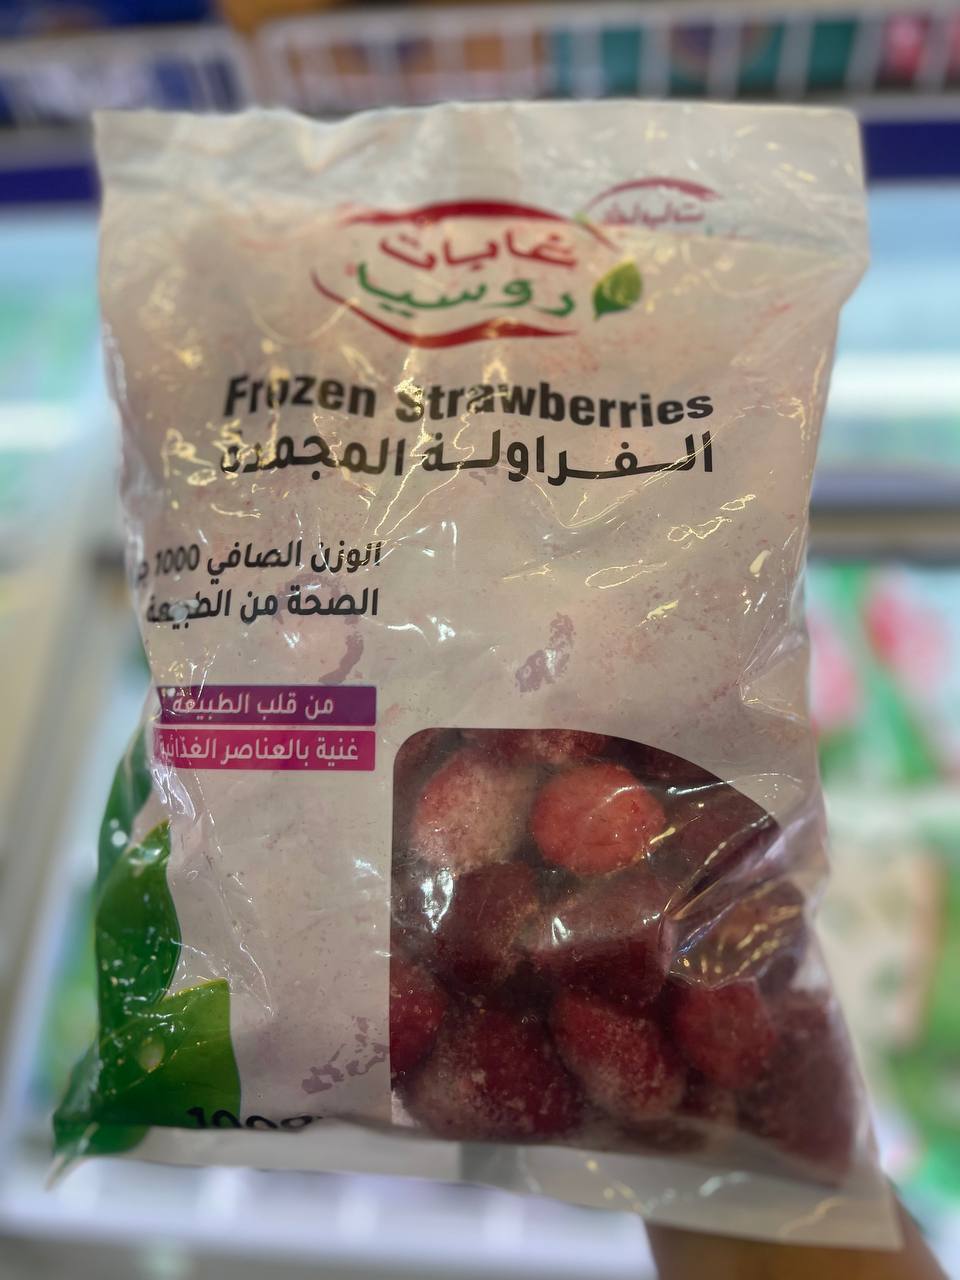 غابات
روسيا
Frozen Strawberries
الفراولة المجمدة
الوزن الصافي 1000 ج
الصحة من الطبيعة
من قلب الطبيعة
غنية بالعناصر الغذائية